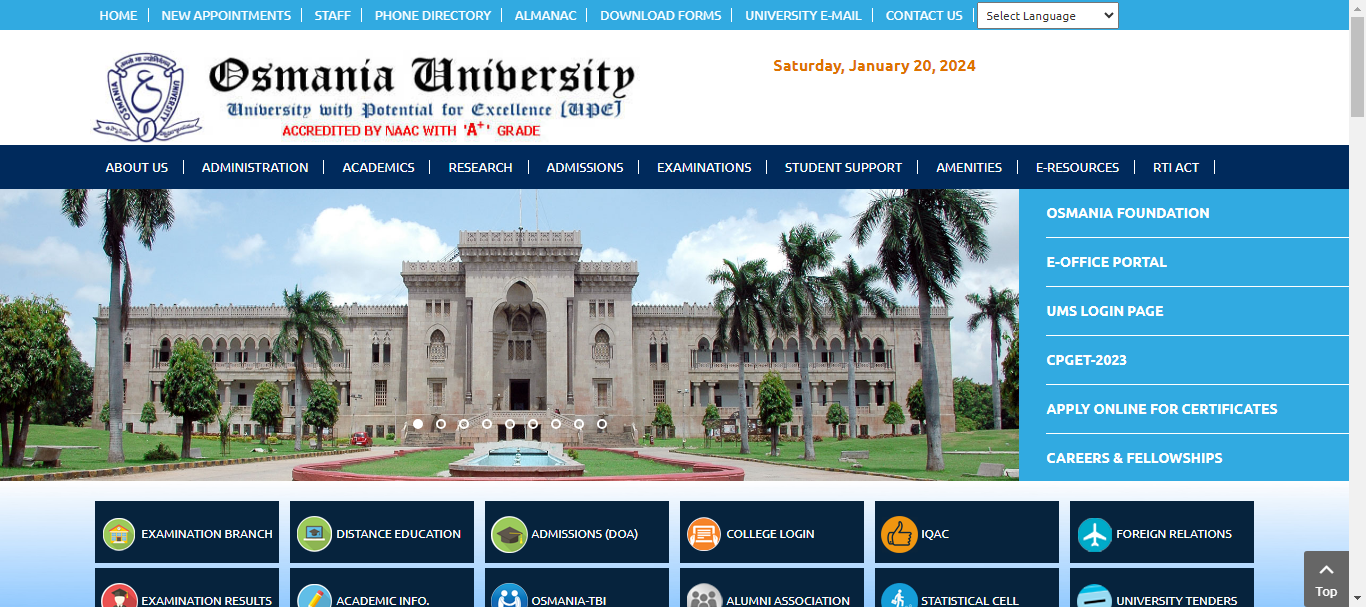 HOME NEW APPOINTMENTS STAFF PHONE DIRECTORY ALMANAC DOWNLOAD FORMS UNIVERSITY E-MAIL CONTACT US Select Language
Osmania University
University with Potential for Excellence [UPE]
ACCREDITED BY NAAC WITH 'A+' GRADE
OSMANIA UNIVERSITY
Saturday, January 20, 2024
ABOUT US ADMINISTRATION ACADEMICS RESEARCH ADMISSIONS EXAMINATIONS STUDENT SUPPORT AMENITIES E-RESOURCES RTI ACT
OSMANIA FOUNDATION
E-OFFICE PORTAL
UMS LOGIN PAGE
CPGET-2023
APPLY ONLINE FOR CERTIFICATES
CAREERS & FELLOWSHIPS
EXAMINATION BRANCH DISTANCE EDUCATION ADMISSIONS (DOA) COLLEGE LOGIN IQAC FOREIGN RELATIONS
EXAMINATION RESULTS ACADEMIC INFO. OSMANIA-TBI ALUMNI ASSOCIATION STATISTICAL CELL UNIVERSITY TENDERS
Top